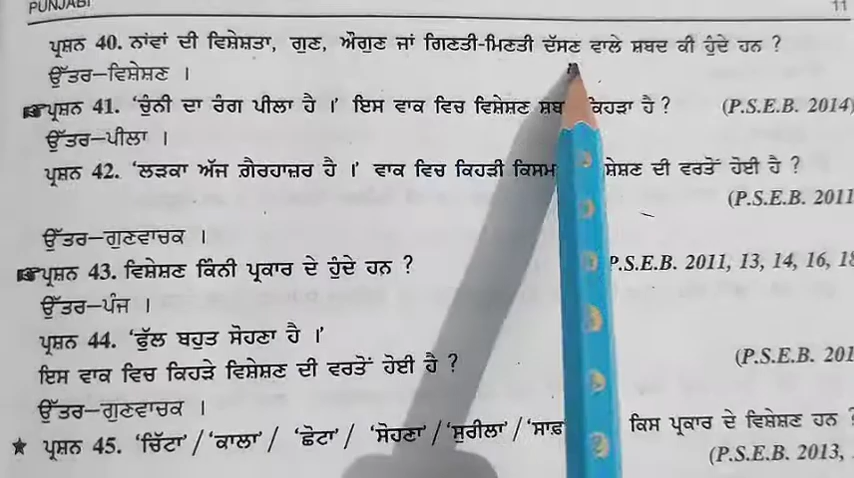 PUNJABI
11
ਪ੍ਰਸ਼ਨ 40. ਨਾਂਵਾਂ ਦੀ ਵਿਸ਼ੇਸ਼ਤਾ, ਗੁਣ, ਔਗੁਣ ਜਾਂ ਗਿਣਤੀ-ਮਿਣਤੀ ਦੱਸਣ ਵਾਲੇ ਸ਼ਬਦ ਕੀ ਹੁੰਦੇ ਹਨ ?
ਉੱਤਰ—ਵਿਸ਼ੇਸ਼ਣ ।
ਪ੍ਰਸ਼ਨ 41. ‘ਚੁੰਨੀ ਦਾ ਰੰਗ ਪੀਲਾ ਹੈ ।’ ਇਸ ਵਾਕ ਵਿਚ ਵਿਸ਼ੇਸ਼ਣ ਕਿਹੜਾ ਹੈ ? (P.S.E.B. 2014)
ਉੱਤਰ—ਪੀਲਾ ।
ਪ੍ਰਸ਼ਨ 42. ‘ਲੜਕਾ ਅੱਜ ਗ਼ੈਰਹਾਜ਼ਰ ਹੈ ।’ ਵਾਕ ਵਿਚ ਕਿਹੜੀ ਕਿਸਮ ਦੀ ਵਰਤੋਂ ਹੋਈ ਹੈ ?
(P.S.E.B. 2011
ਉੱਤਰ—ਗੁਣਵਾਚਕ ।
ਪ੍ਰਸ਼ਨ 43. ਵਿਸ਼ੇਸ਼ਣ ਕਿੰਨੀ ਪ੍ਰਕਾਰ ਦੇ ਹੁੰਦੇ ਹਨ ? P.S.E.B. 2011, 13, 14, 16, 18
ਉੱਤਰ—ਪੰਜ ।
ਪ੍ਰਸ਼ਨ 44. ‘ਫੁੱਲ ਬਹੁਤ ਸੋਹਣਾ ਹੈ ।’
ਇਸ ਵਾਕ ਵਿਚ ਕਿਹੜੇ ਵਿਸ਼ੇਸ਼ਣ ਦੀ ਵਰਤੋਂ ਹੋਈ ਹੈ ? (P.S.E.B. 201
ਉੱਤਰ—ਗੁਣਵਾਚਕ ।
★ ਪ੍ਰਸ਼ਨ 45. ‘ਚਿੱਟਾ’ / ‘ਕਾਲਾ’ / ‘ਛੋਟਾ’ / ‘ਸੋਹਣਾ’ / ‘ਸੁਰੀਲਾ’ / ‘ਸਾਫ਼ ਕਿਸ ਪ੍ਰਕਾਰ ਦੇ ਵਿਸ਼ੇਸ਼ਣ ਹਨ ?
(P.S.E.B. 2013,